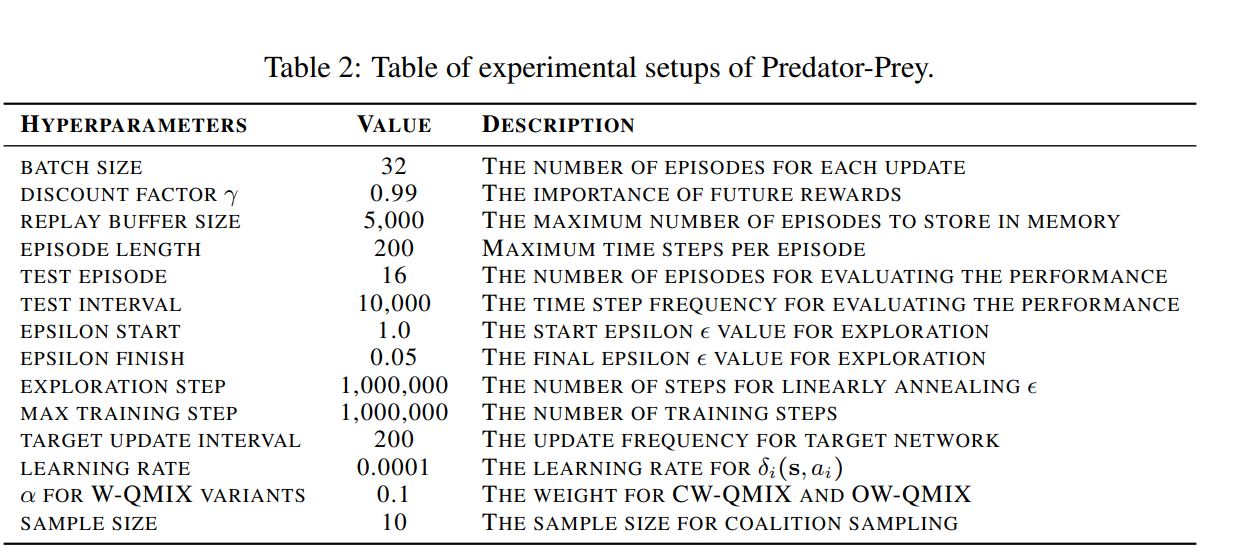 Table 2: Table of experimental setups of Predator-Prey.
HYPERPARAMETERS VALUE DESCRIPTION
BATCH SIZE 32 THE NUMBER OF EPISODES FOR EACH UPDATE
DISCOUNT FACTOR γ 0.99 THE IMPORTANCE OF FUTURE REWARDS
REPLAY BUFFER SIZE 5,000 THE MAXIMUM NUMBER OF EPISODES TO STORE IN MEMORY
EPISODE LENGTH 200 MAXIMUM TIME STEPS PER EPISODE
TEST EPISODE 16 THE NUMBER OF EPISODES FOR EVALUATING THE PERFORMANCE
TEST INTERVAL 10,000 THE TIME STEP FREQUENCY FOR EVALUATING THE PERFORMANCE
EPSILON START 1.0 THE START EPSILON ϵ VALUE FOR EXPLORATION
EPSILON FINISH 0.05 THE FINAL EPSILON ϵ VALUE FOR EXPLORATION
EXPLORATION STEP 1,000,000 THE NUMBER OF STEPS FOR LINEARLY ANNEALING ϵ
MAX TRAINING STEP 1,000,000 THE NUMBER OF TRAINING STEPS
TARGET UPDATE INTERVAL 200 THE UPDATE FREQUENCY FOR TARGET NETWORK
LEARNING RATE 0.0001 THE LEARNING RATE FOR δᵢ(s, aᵢ)
α FOR W-QMIX VARIANTS 0.1 THE WEIGHT FOR CW-QMIX AND OW-QMIX
SAMPLE SIZE 10 THE SAMPLE SIZE FOR COALITION SAMPLING